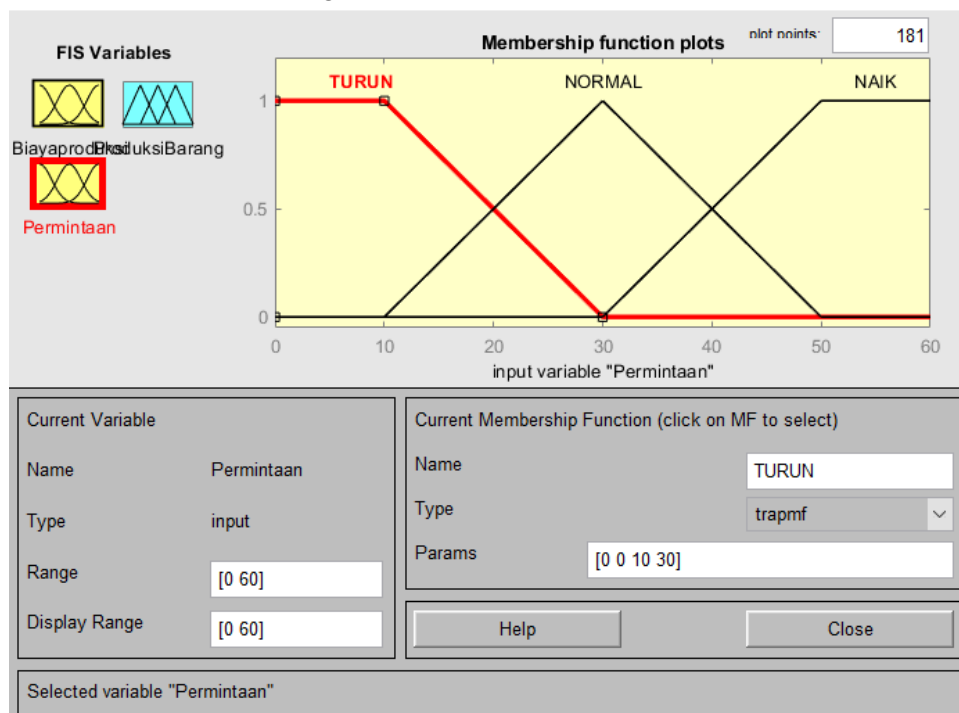 FIS Variables
Membership function plots
plot points:
181
TURUN
NORMAL
NAIK
1
0.5
0
0
10
20
30
40
50
60
input variable "Permintaan"
ProduksiBarang
Permintaan
Current Variable
Name
Permintaan
Type
input
Range
[0 60]
Display Range
[0 60]
Current Membership Function (click on MF to select)
Name
TURUN
Type
trapmf
Params
[0 0 10 30]
Help
Close
Selected variable "Permintaan"